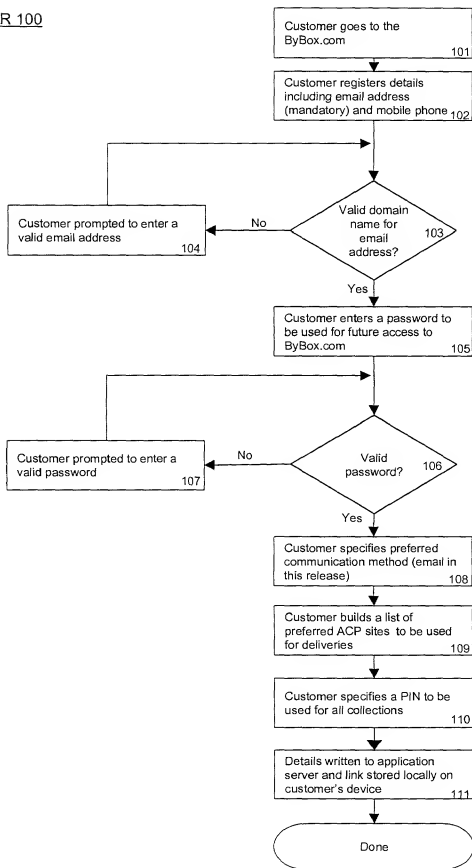 R 100
Customer goes to the
ByBox.com
101
Customer registers details
including email address
(mandatory) and mobile phone
102
Valid domain
name for
email
address?
103
No
Customer prompted to enter a
valid email address
104
Yes
Customer enters a password to
be used for future access to
ByBox.com
105
Valid
password?
106
No
Customer prompted to enter a
valid password
107
Yes
Customer specifies preferred
communication method (email in
this release)
108
Customer builds a list of
preferred ACP sites to be used
for deliveries
109
Customer specifies a PIN to be
used for all collections
110
Details written to application
server and link stored locally on
customer's device
111
Done